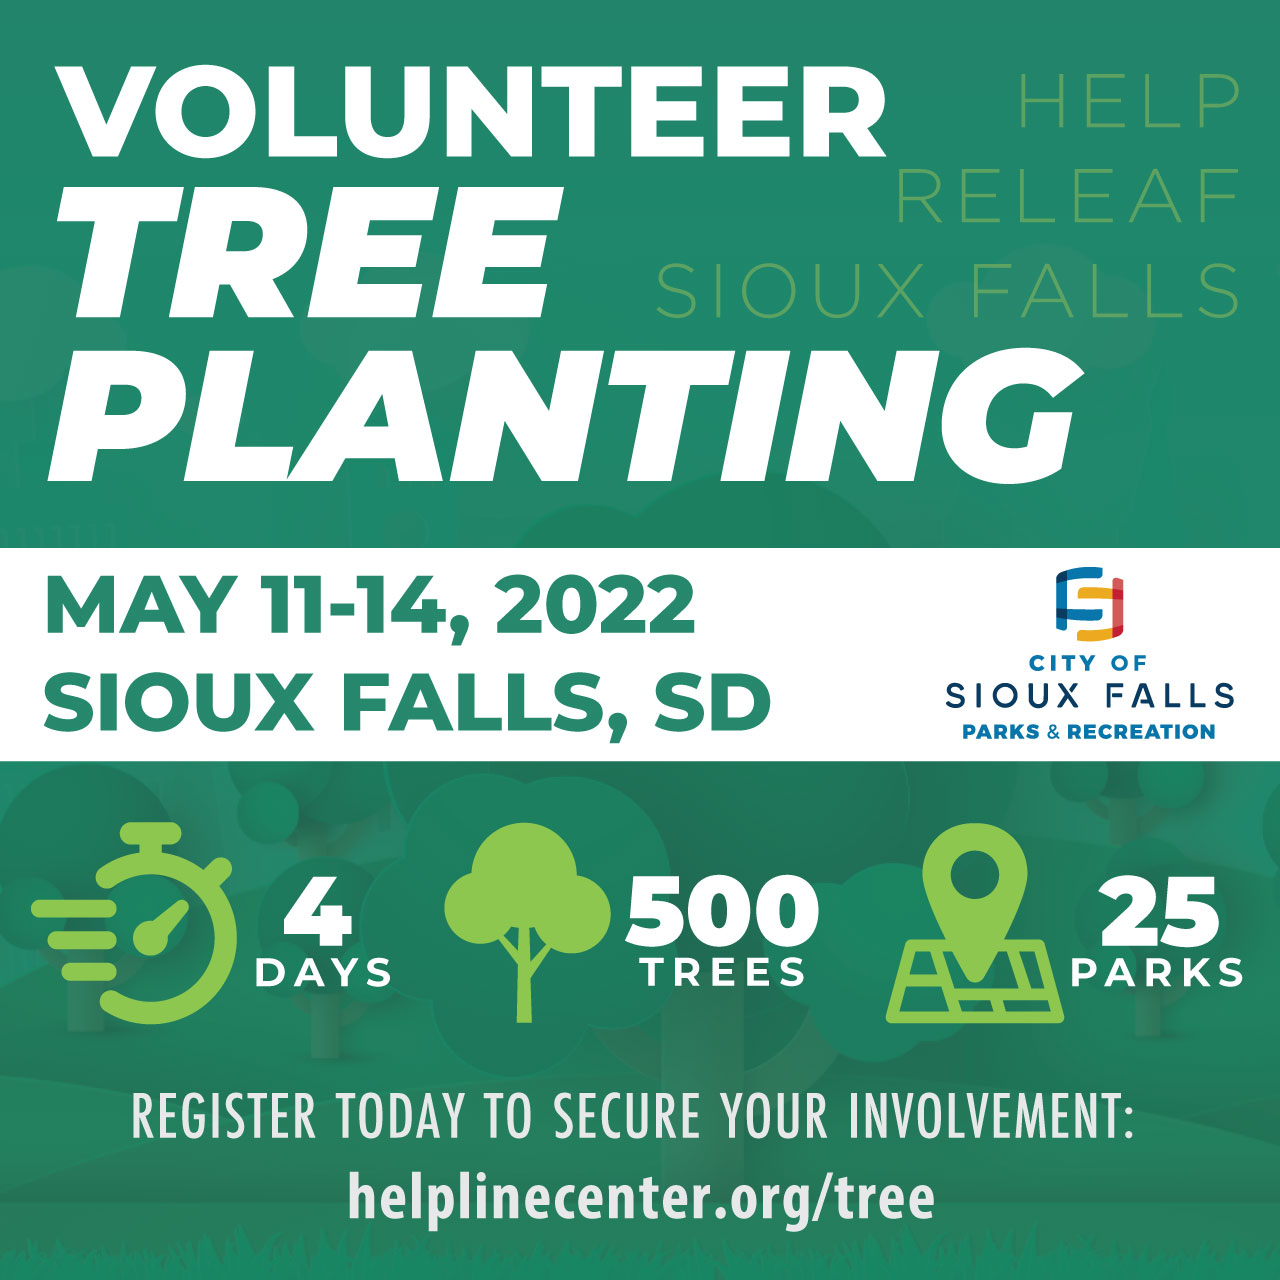 VOLUNTEER
TREE
PLANTING
HELP
RELEAF
SIOUX FALLS
MAY 11-14, 2022
SIOUX FALLS, SD
CITY OF
SIOUX FALLS
PARKS & RECREATION
4
DAYS
500
TREES
25
PARKS
REGISTER TODAY TO SECURE YOUR INVOLVEMENT:
helplinecenter.org/tree